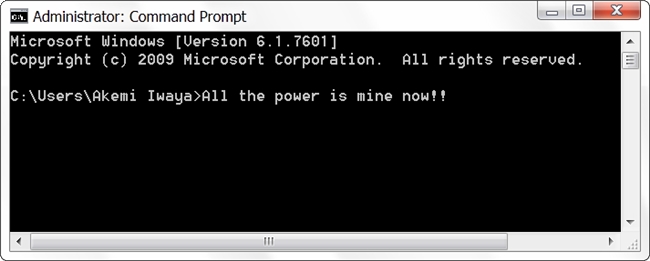 Administrator: Command Prompt
Microsoft Windows [Version 6.1.7601]
Copyright (c) 2009 Microsoft Corporation.  All rights reserved.
C:\Users\Akemi Iwaya>All the power is mine now!!